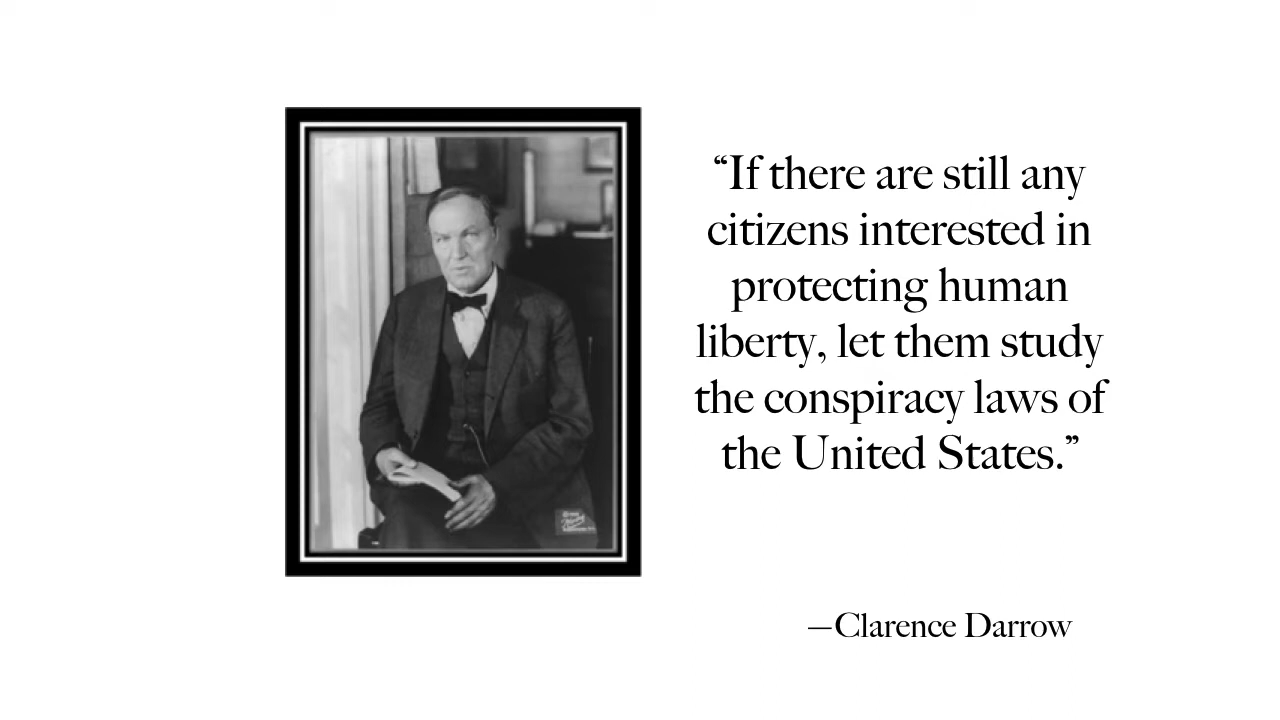 “If there are still any
citizens interested in
protecting human
liberty, let them study
the conspiracy laws of
the United States.”
—Clarence Darrow